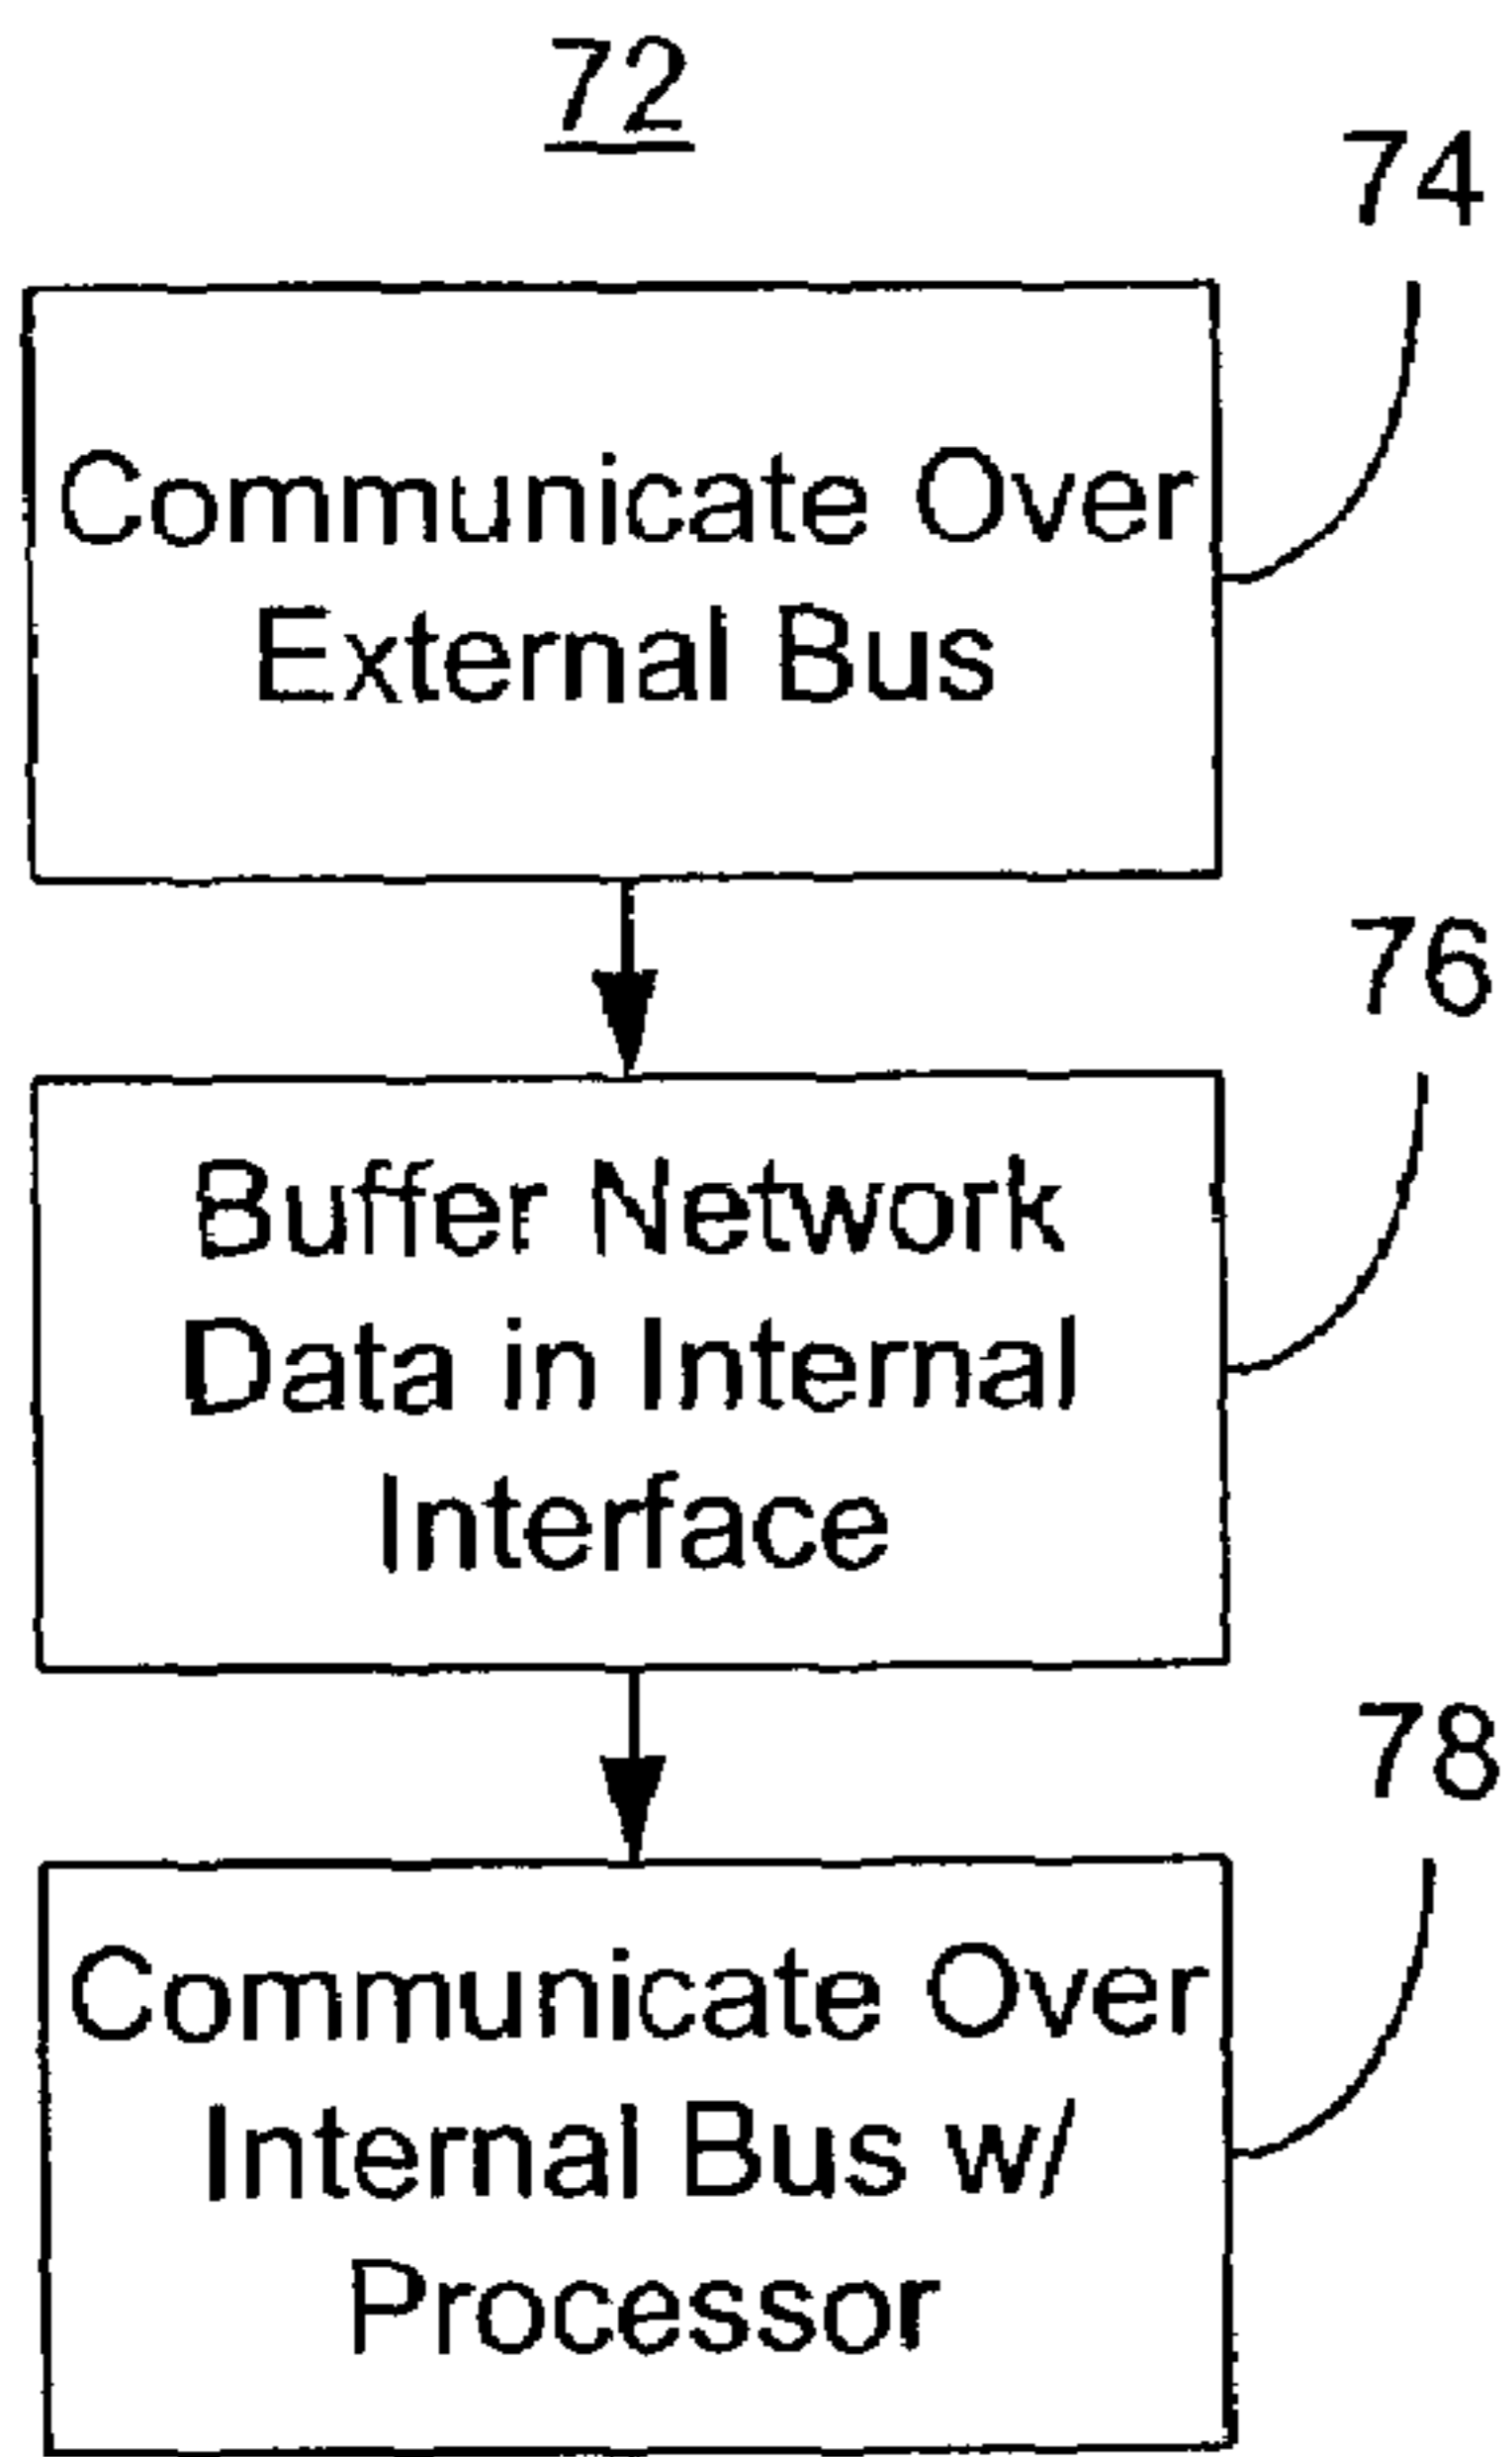 72
74
Communicate Over
External Bus
76
Buffer Network
Data in Internal
Interface
78
Communicate Over
Internal Bus w/
Processor